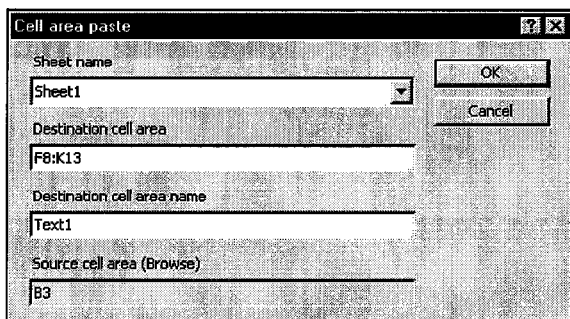 Cell area paste
Sheet name
Sheet1
OK
Cancel
Destination cell area
F8:K13
Destination cell area name
Text1
Source cell area (Browse)
B3